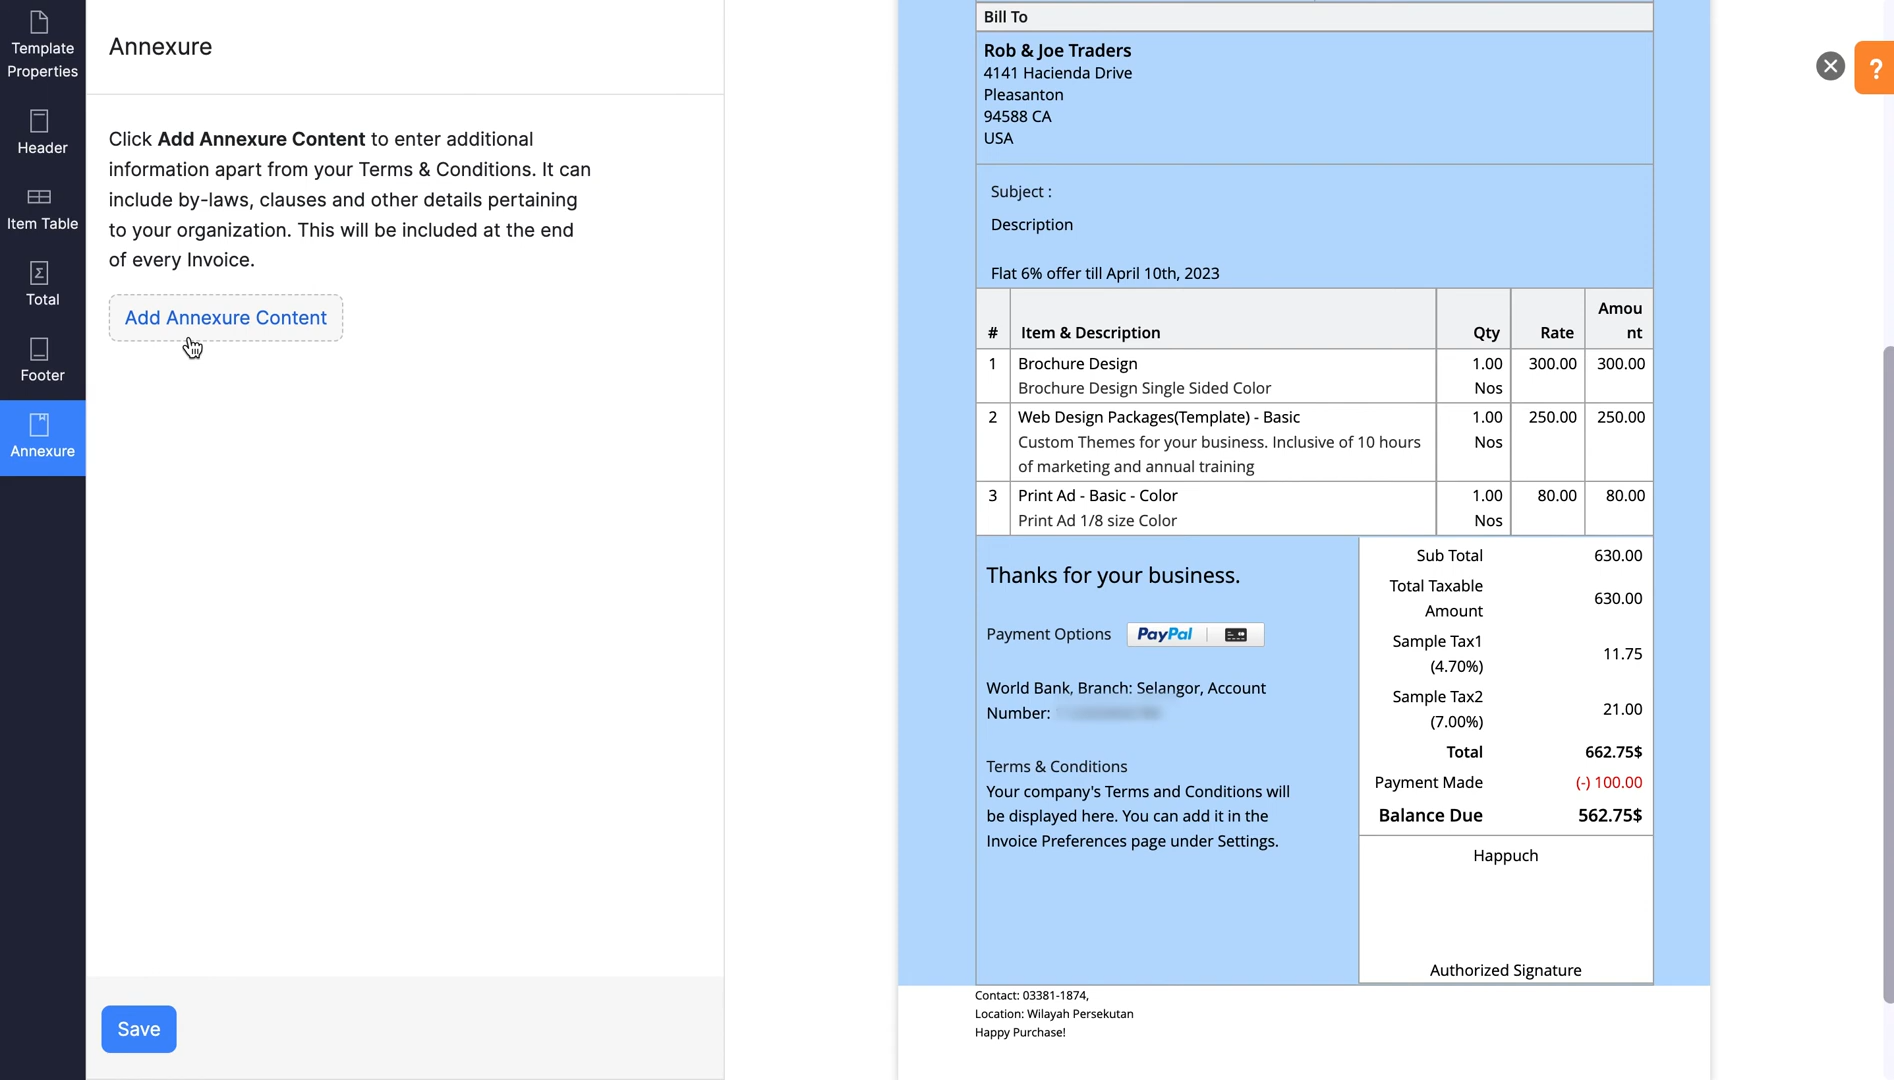 Template
Properties
Header
Item Table
Total
Footer
Annexure
Annexure
Click Add Annexure Content to enter additional
information apart from your Terms & Conditions. It can
include by-laws, clauses and other details pertaining
to your organization. This will be included at the end
of every Invoice.
Add Annexure Content
Save
Bill To
Rob & Joe Traders
4141 Hacienda Drive
Pleasanton
94588 CA
USA
Subject :
Description
Flat 6% offer till April 10th, 2023
# Item & Description Qty Rate Amou
nt
1 Brochure Design 1.00 300.00 300.00
Brochure Design Single Sided Color Nos
2 Web Design Packages(Template) - Basic 1.00 250.00 250.00
Custom Themes for your business. Inclusive of 10 hours Nos
of marketing and annual training
3 Print Ad - Basic - Color 1.00 80.00 80.00
Print Ad 1/8 size Color Nos
Thanks for your business.
Payment Options PayPal
World Bank, Branch: Selangor, Account
Number:
Terms & Conditions
Your company's Terms and Conditions will
be displayed here. You can add it in the
Invoice Preferences page under Settings.
Sub Total 630.00
Total Taxable
Amount 630.00
Sample Tax1
(4.70%) 11.75
Sample Tax2
(7.00%) 21.00
Total 662.75$
Payment Made (-) 100.00
Balance Due 562.75$
Happuch
Authorized Signature
Contact: 03381-1874,
Location: Wilayah Persekutan
Happy Purchase!
?